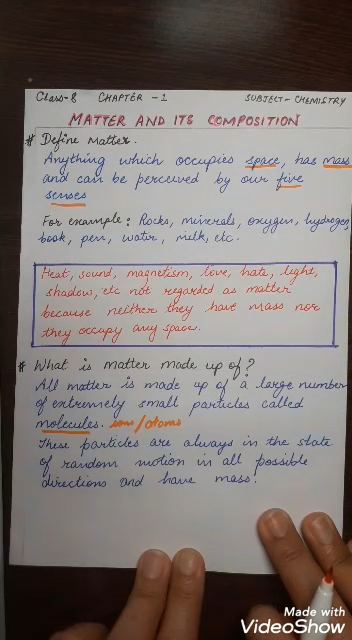 Class-8 CHAPTER -1 SUBJECT- CHEMISTRY
MATTER AND ITS COMPOSITION
# Define Matter.
Anything which occupies space, has mass
and can be perceived by our five
senses
For example: Rocks, minerals, oxygen, hydrogen,
book, pen, water, milk, etc.
Heat, sound, magnetism, love, hate, light,
shadow, etc not regarded as matter
because neither they have mass nor
they occupy any space.
* What is matter made up of?
All matter is made up of a large number
of extremely small particles called
molecules. ions/atoms
These particles are always in the state
of random motion in all possible
directions and have mass.
Made with
VideoShow